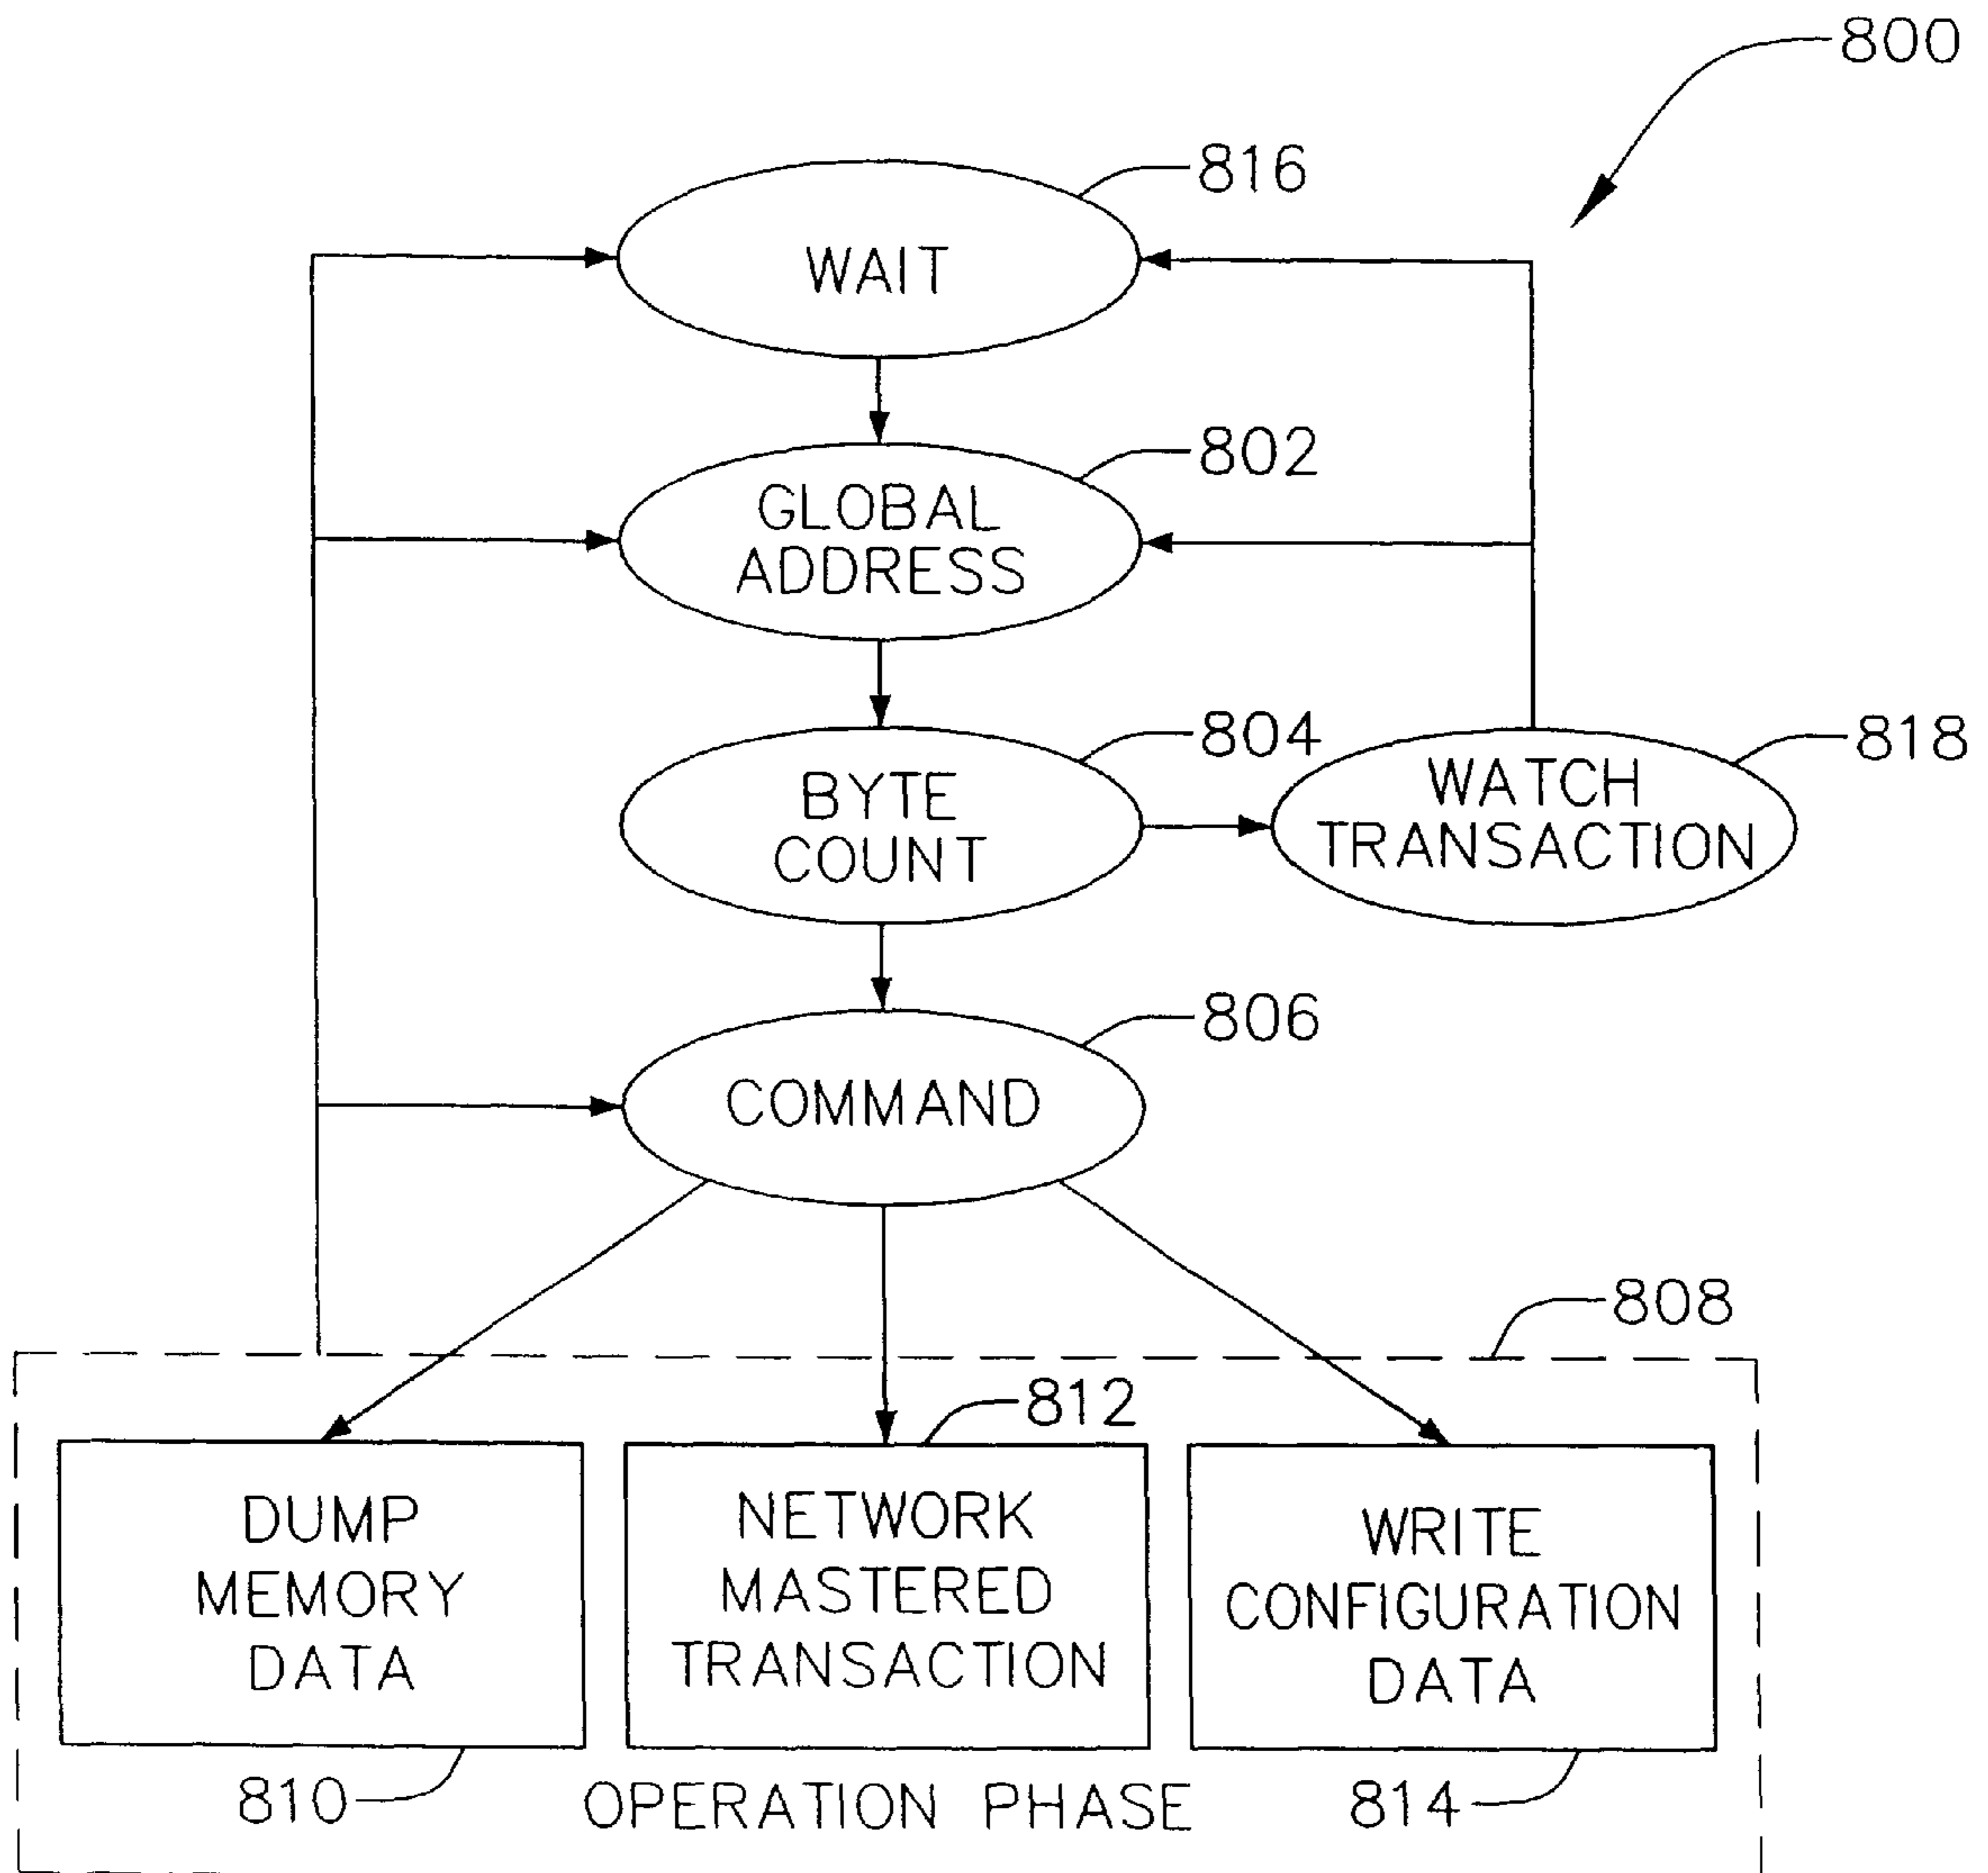 800
816
WAIT
802
GLOBAL
ADDRESS
804
BYTE
COUNT
818
WATCH
TRANSACTION
806
COMMAND
808
812
DUMP
MEMORY
DATA
NETWORK
MASTERED
TRANSACTION
WRITE
CONFIGURATION
DATA
810
OPERATION PHASE
814